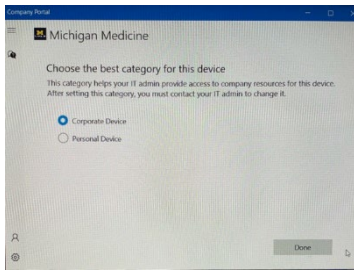 Company Portal
Michigan Medicine
Choose the best category for this device
This category helps your IT admin provide access to company resources for this device.
After setting this category, you must contact your IT admin to change it.
Corporate Device
Personal Device
Done